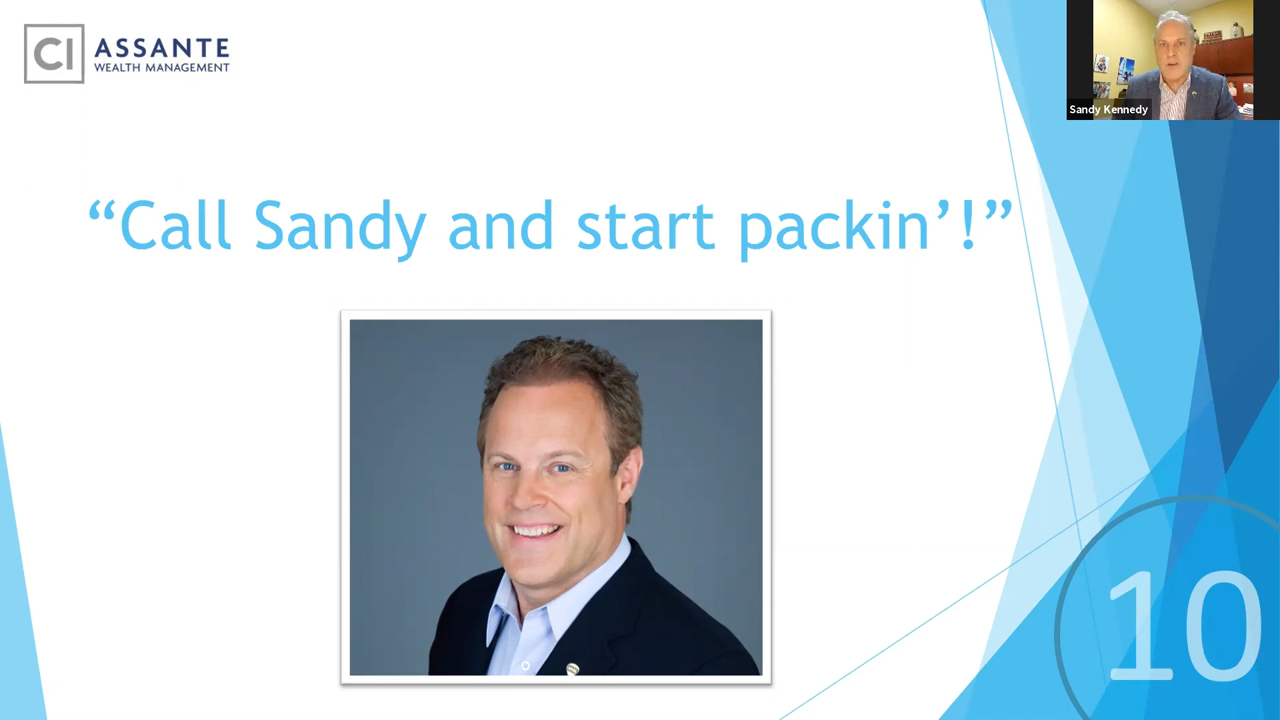 CI ASSANTE
WEALTH MANAGEMENT
Sandy Kennedy
“Call Sandy and start packin’!”
10